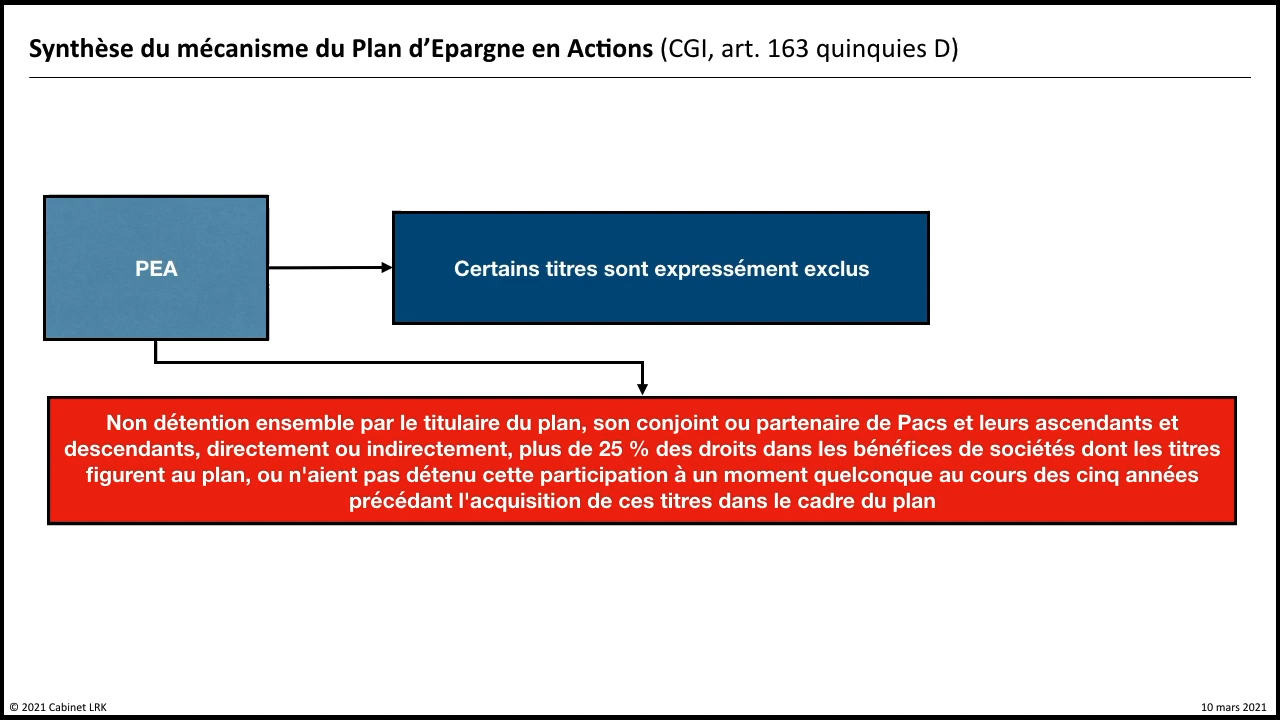 Synthèse du mécanisme du Plan d’Epargne en Actions (CGI, art. 163 quinquies D)
PEA
Certains titres sont expressément exclus
Non détention ensemble par le titulaire du plan, son conjoint ou partenaire de Pacs et leurs ascendants et
descendants, directement ou indirectement, plus de 25 % des droits dans les bénéfices de sociétés dont les titres
figurent au plan, ou n'aient pas détenu cette participation à un moment quelconque au cours des cinq années
précédant l'acquisition de ces titres dans le cadre du plan
© 2021 Cabinet LRK
10 mars 2021